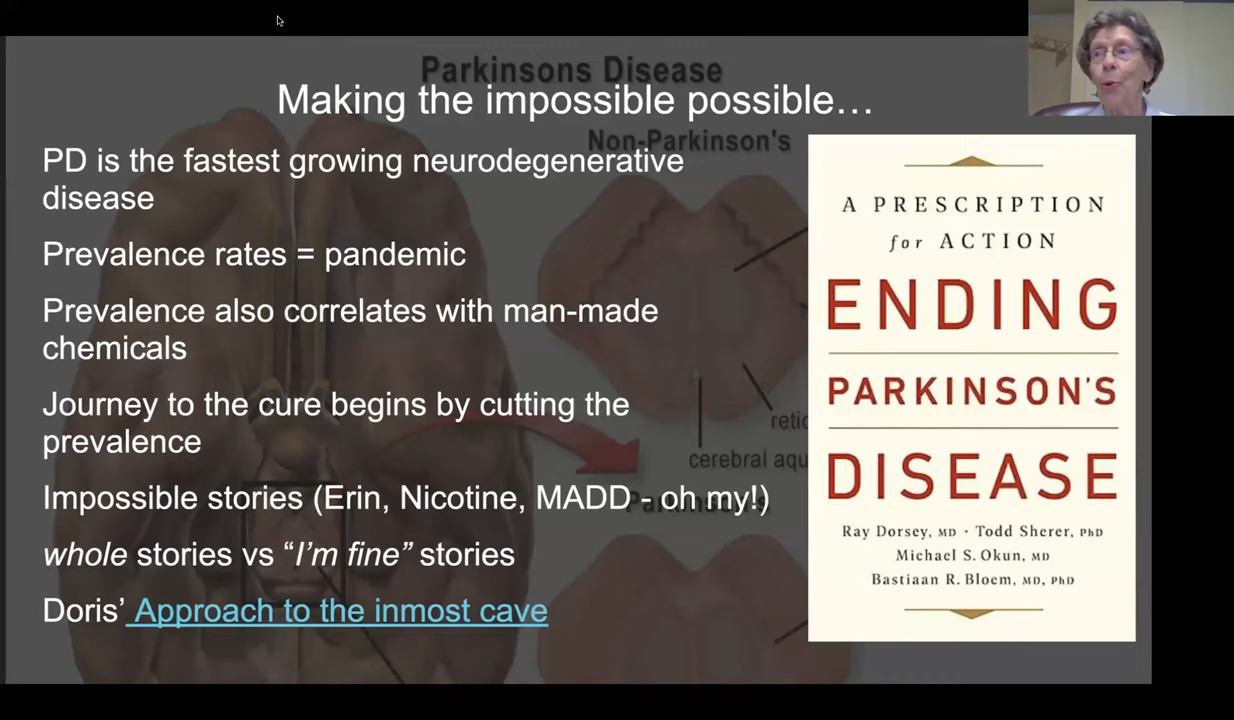 Parkinsons Disease
Making the impossible possible…
Non-Parkinson's
PD is the fastest growing neurodegenerative
disease
Prevalence rates = pandemic
Prevalence also correlates with man-made
chemicals
Journey to the cure begins by cutting the
prevalence
retic
cerebral aqu
Impossible stories (Erin, Nicotine, MADD - oh my!)
Parkinson's
whole stories vs “I’m fine” stories
Doris’ Approach to the inmost cave
A PRESCRIPTION
for ACTION
ENDING
PARKINSON'S
DISEASE
Ray Dorsey, MD · Todd Sherer, PhD
Michael S. Okun, MD
Bastiaan R. Bloem, MD, PhD